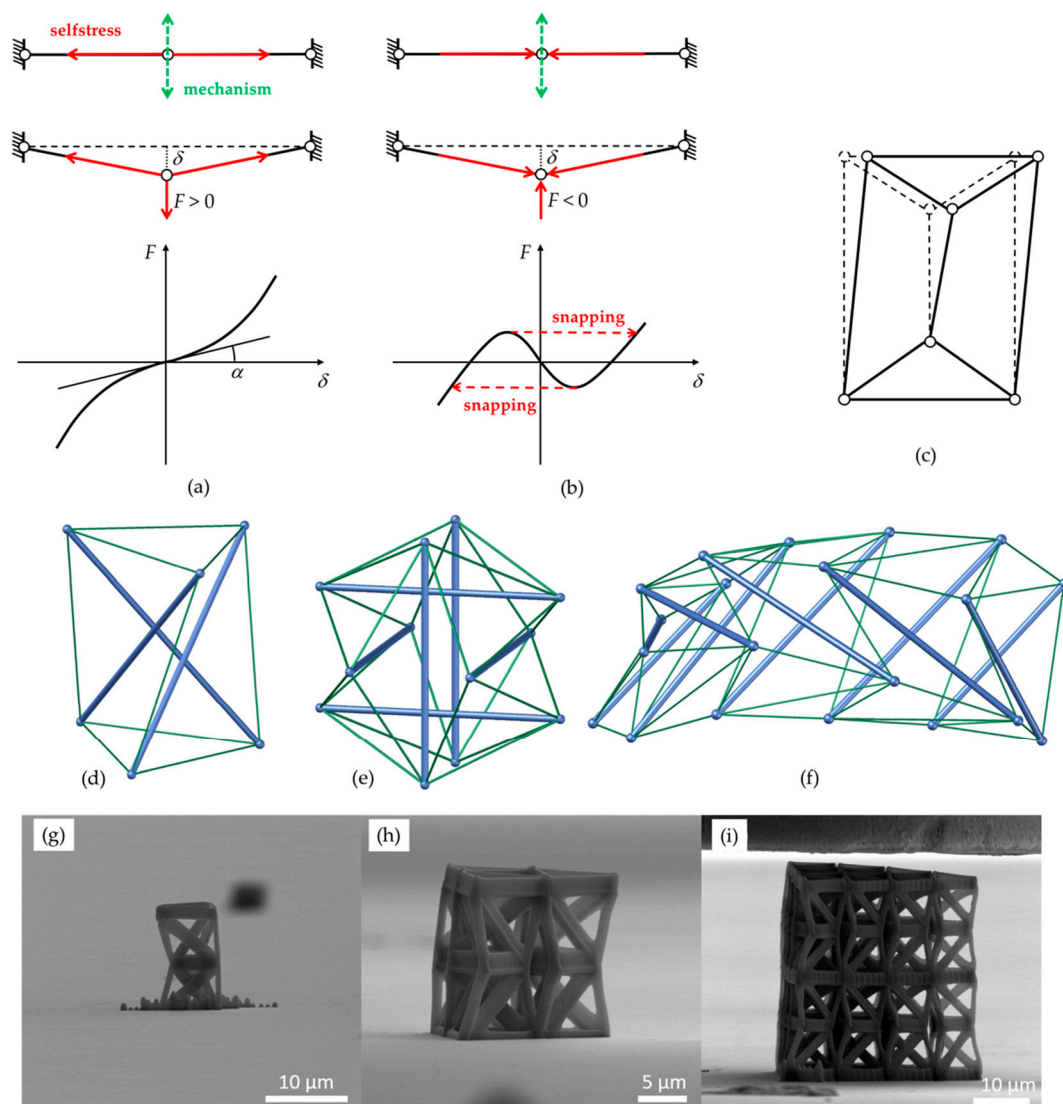 selfstress
mechanism
δ
F > 0
δ
F < 0
F
α
δ
(a)
F
snapping
snapping
δ
(b)
(c)
(d)
(e)
(f)
(g)
10 µm
(h)
5 µm
(i)
10 µm